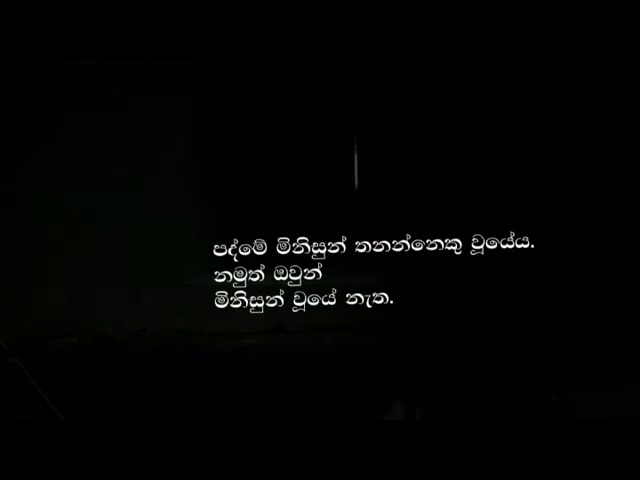 පද්මේ මිනිසුන් තනන්නෙකු වූයේය.
නමුත් ඔවුන්
මිනිසුන් වූයේ නැත.